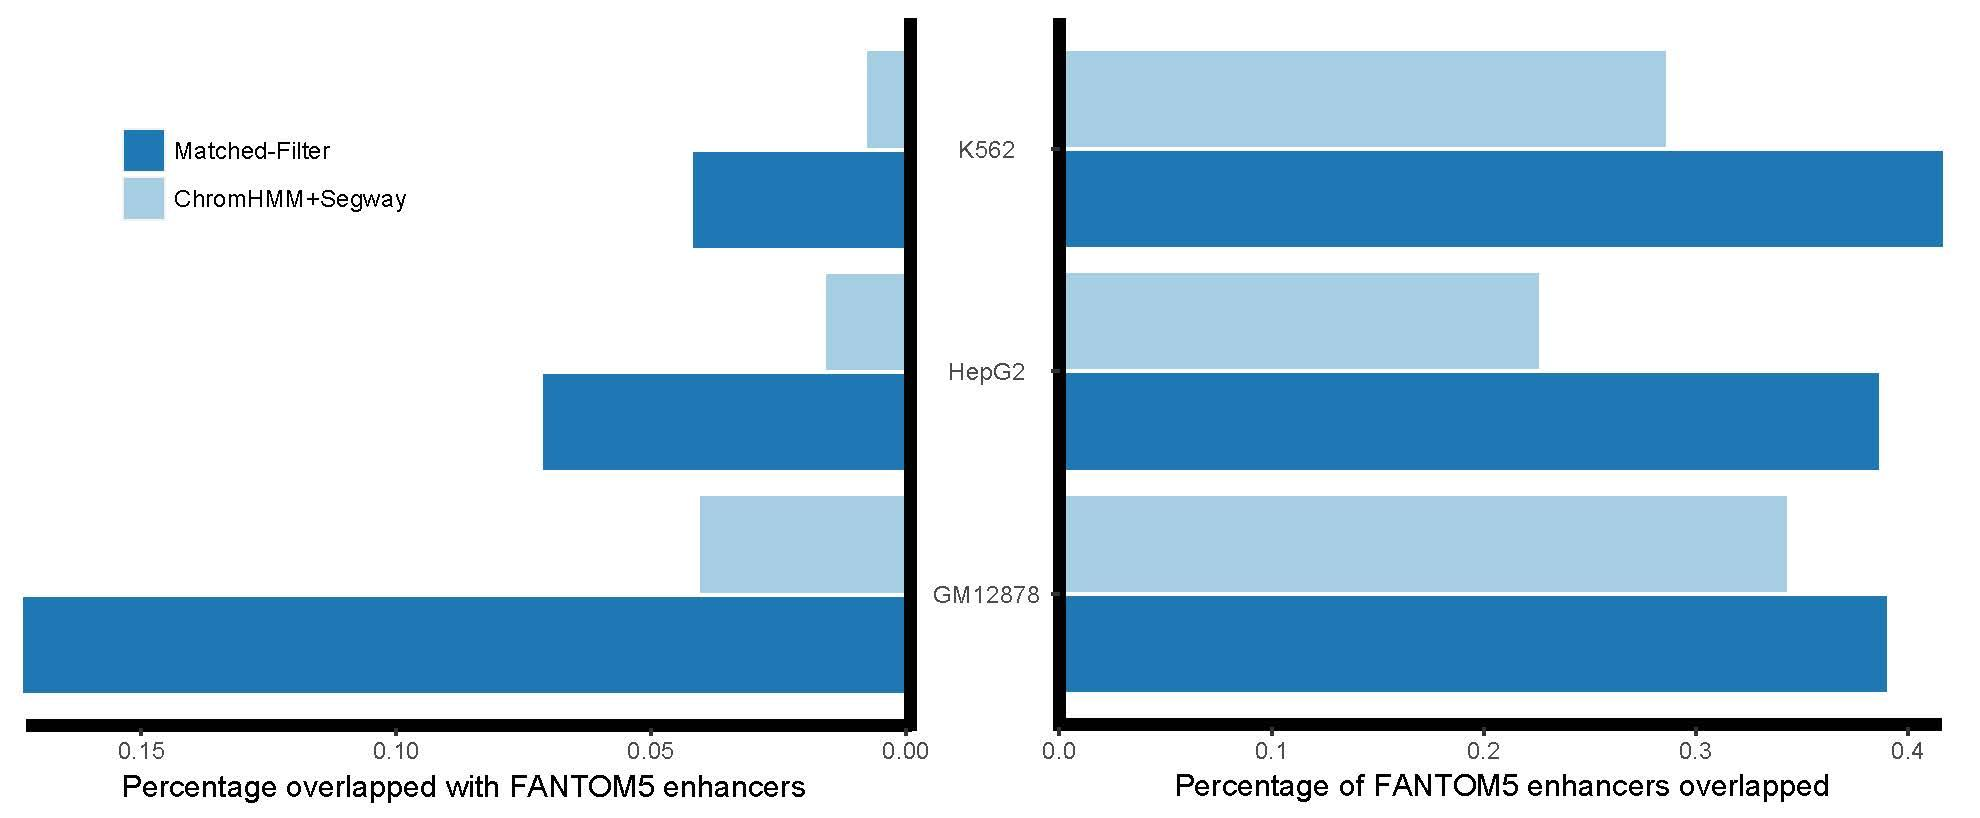 Matched-Filter
ChromHMM+Segway
K562
HepG2
GM12878
0.15 0.10 0.05 0.00
Percentage overlapped with FANTOM5 enhancers
0.0 0.1 0.2 0.3 0.4
Percentage of FANTOM5 enhancers overlapped